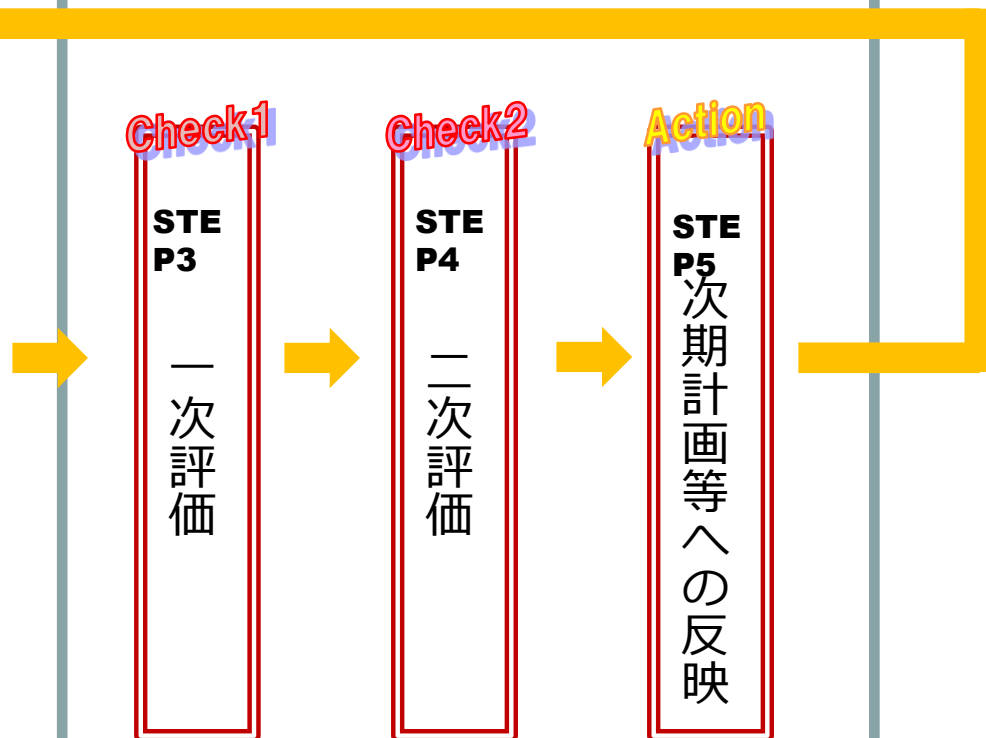 Check1
STE
P3
一次評価
Check2
STE
P4
二次評価
Action
STE
P5
次期計画等への反映